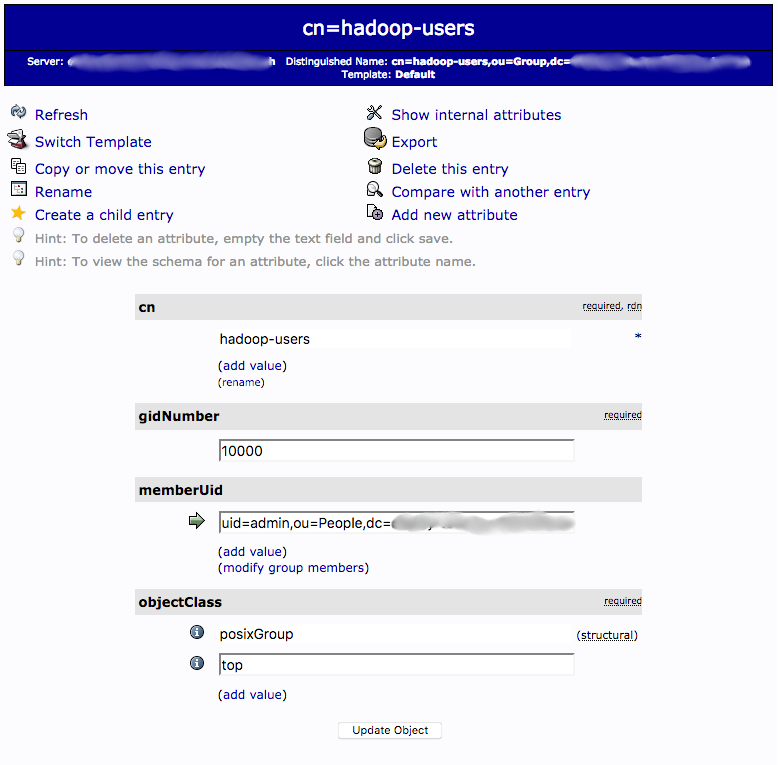 cn=hadoop-users
Server: Distinguished Name: cn=hadoop-users,ou=Group,dc=
Template: Default
Refresh Show internal attributes
Switch Template Export
Copy or move this entry Delete this entry
Rename Compare with another entry
Create a child entry Add new attribute
Hint: To delete an attribute, empty the text field and click save.
Hint: To view the schema for an attribute, click the attribute name.
cn required, rdn
hadoop-users *
(add value)
(rename)
gidNumber required
10000
memberUid
uid=admin,ou=People,dc=
(add value)
(modify group members)
objectClass required
posixGroup (structural)
top
(add value)
Update Object